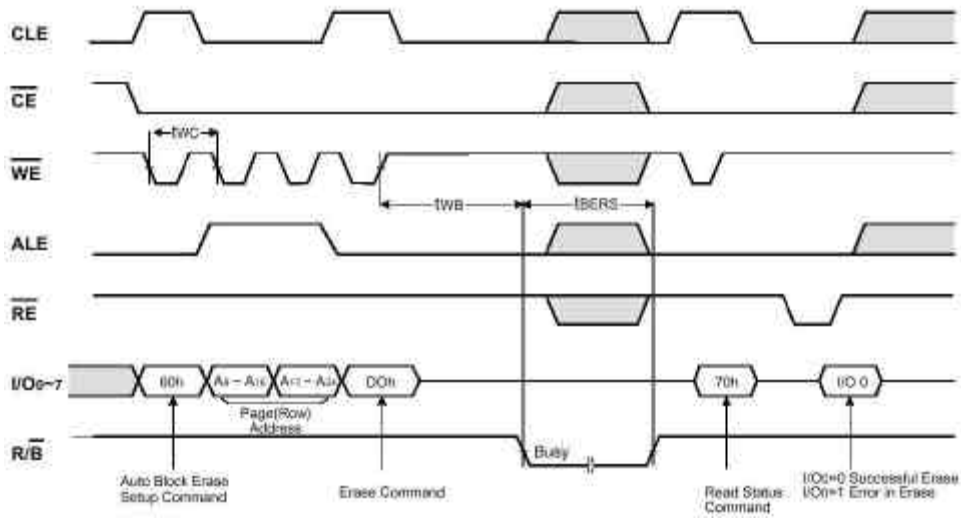 CLE
CE
tWC
WE
tWB
tBERS
ALE
RE
I/O0~7
60h
A9 ~ A16
A17 ~ A24
DOh
70h
I/O 0
Page(Row)
Address
R/B
Busy
Auto Block Erase
Setup Command
Erase Command
Read Status
Command
I/O0=0 Successful Erase
I/O0=1 Error in Erase